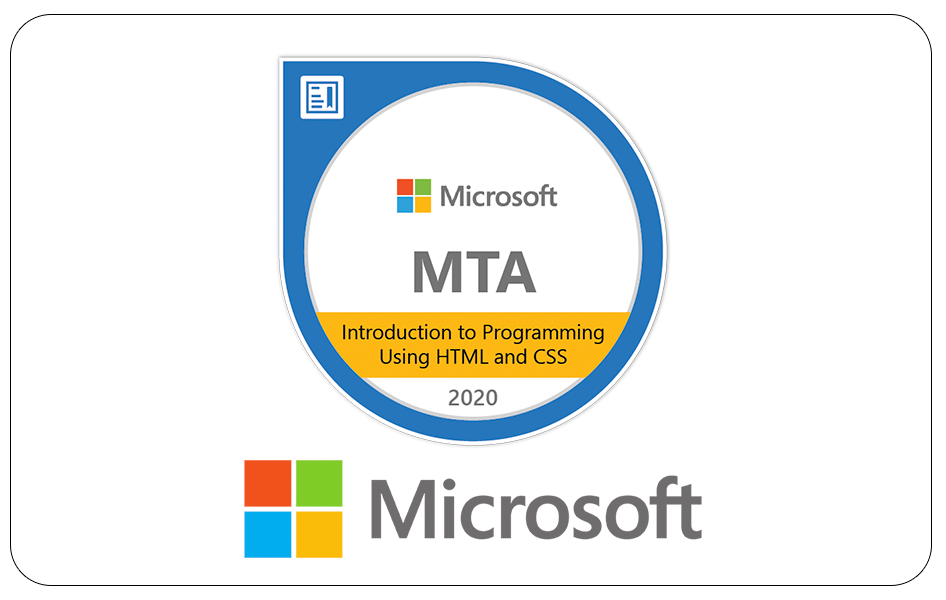 Microsoft
MTA
Introduction to Programming
Using HTML and CSS
2020
Microsoft